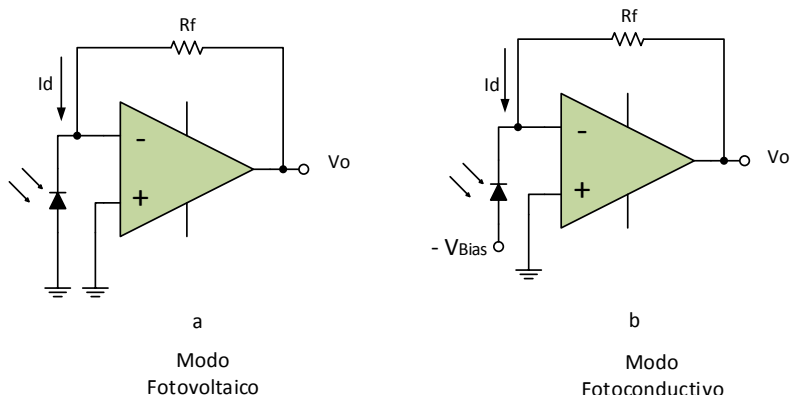 Rf
Id
-
+
Vo
a
Modo
Fotovoltaico
Rf
Id
-
+
Vo
- VBias
b
Modo
Fotoconductivo